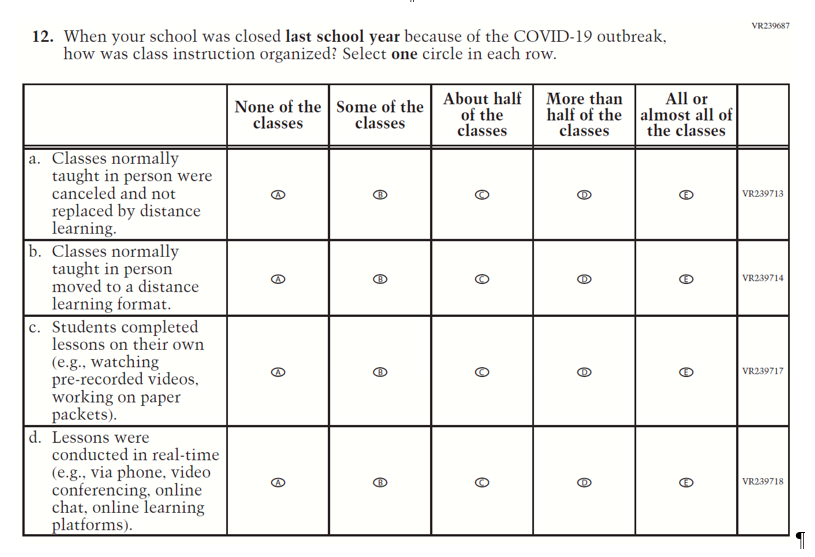 VR239687
12. When your school was closed last school year because of the COVID-19 outbreak,
how was class instruction organized? Select one circle in each row.
None of the
classes
Some of the
classes
About half
of the
classes
More than
half of the
classes
All or
almost all of
the classes
a. Classes normally
taught in person were
canceled and not
replaced by distance
learning.
A B C D E VR239713
b. Classes normally
taught in person
moved to a distance
learning format.
A B C D E VR239714
c. Students completed
lessons on their own
(e.g., watching
pre-recorded videos,
working on paper
packets).
A B C D E VR239717
d. Lessons were
conducted in real-time
(e.g., via phone, video
conferencing, online
chat, online learning
platforms).
A B C D E VR239718
¶